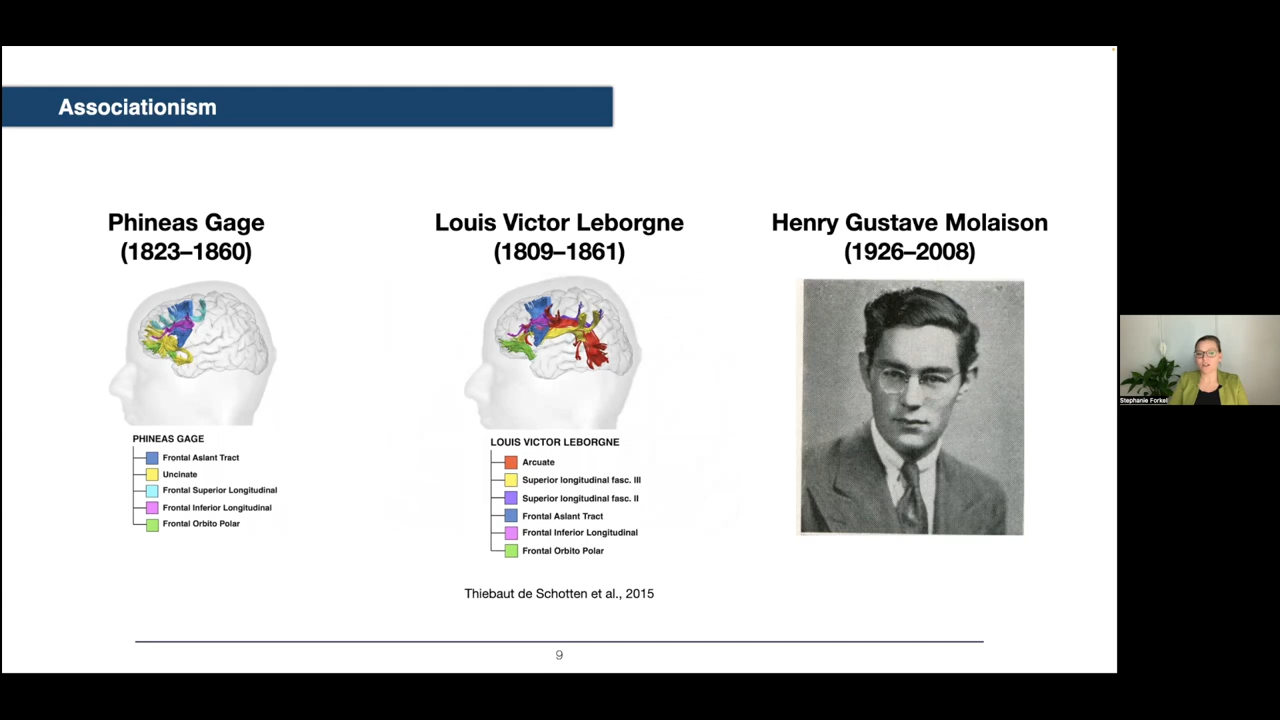 Associationism
Phineas Gage
(1823–1860)
Louis Victor Leborgne
(1809–1861)
Henry Gustave Molaison
(1926–2008)
PHINEAS GAGE
Frontal Aslant Tract
Uncinate
Frontal Superior Longitudinal
Frontal Inferior Longitudinal
Frontal Orbito Polar
LOUIS VICTOR LEBORGNE
Arcuate
Superior longitudinal fasc. III
Superior longitudinal fasc. II
Frontal Aslant Tract
Frontal Inferior Longitudinal
Frontal Orbito Polar
Thiebaut de Schotten et al., 2015
9
Stephanie Forkel